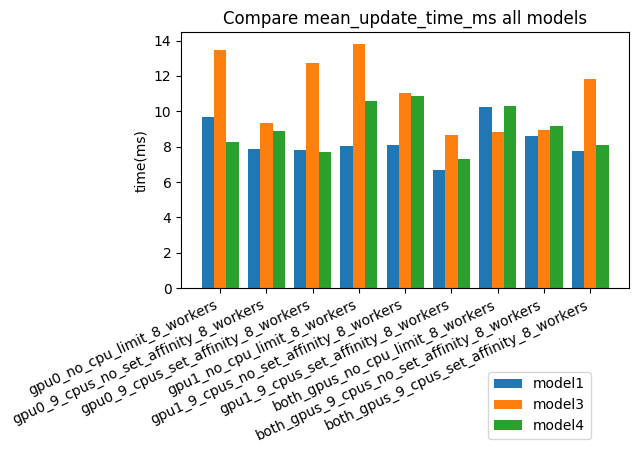 Compare mean_update_time_ms all models
time(ms)
14
12
10
8
6
4
2
0
gpu0_no_cpu_limit_8_workers
gpu0_9_cpus_no_set_affinity_8_workers
gpu0_9_cpus_set_affinity_8_workers
gpu1_no_cpu_limit_8_workers
gpu1_9_cpus_no_set_affinity_8_workers
gpu1_9_cpus_set_affinity_8_workers
both_gpus_no_cpu_limit_8_workers
both_gpus_9_cpus_no_set_affinity_8_workers
both_gpus_9_cpus_set_affinity_8_workers
model1
model3
model4